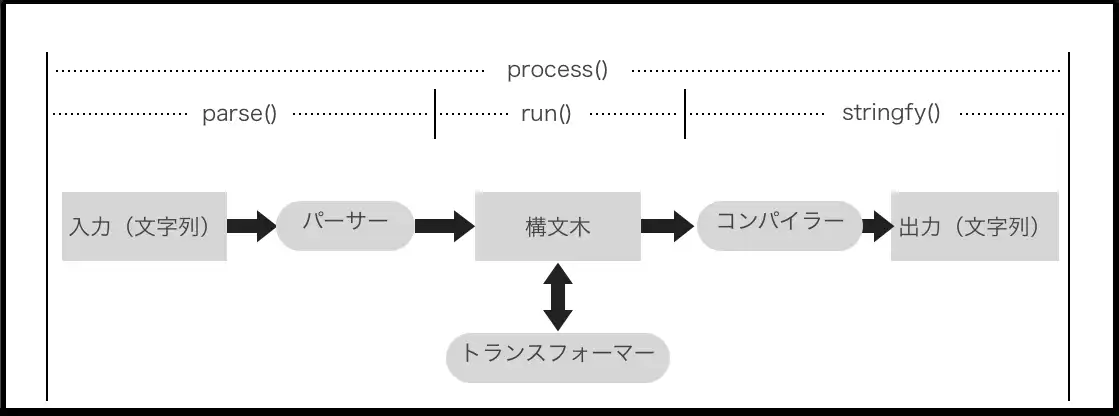 process()
parse()
run()
stringfy()
入力（文字列）
パーサー
構文木
コンパイラー
出力（文字列）
トランスフォーマー